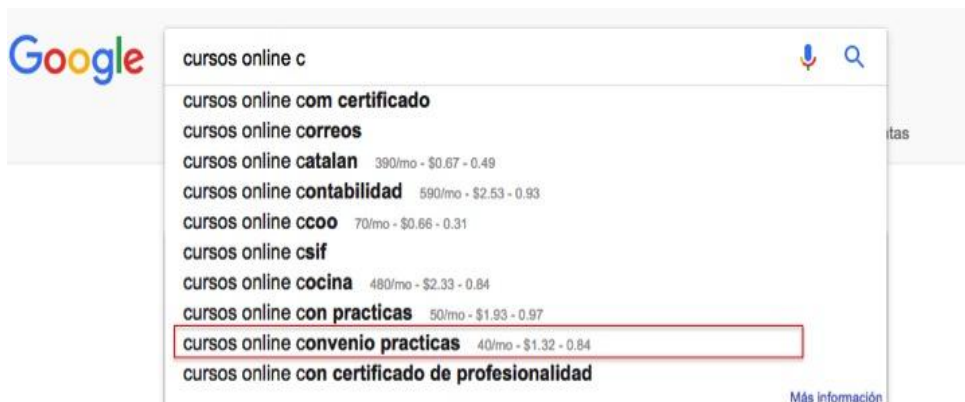 Google
cursos online c
cursos online com certificado
cursos online correos
cursos online catalan 390/mo - $0.67 - 0.49
cursos online contabilidad 590/mo - $2.53 - 0.93
cursos online ccoo 70/mo - $0.66 - 0.31
cursos online csif
cursos online cocina 480/mo - $2.33 - 0.84
cursos online con practicas 50/mo - $1.93 - 0.97
cursos online convenio practicas 40/mo - $1.32 - 0.84
cursos online con certificado de profesionalidad
Más información